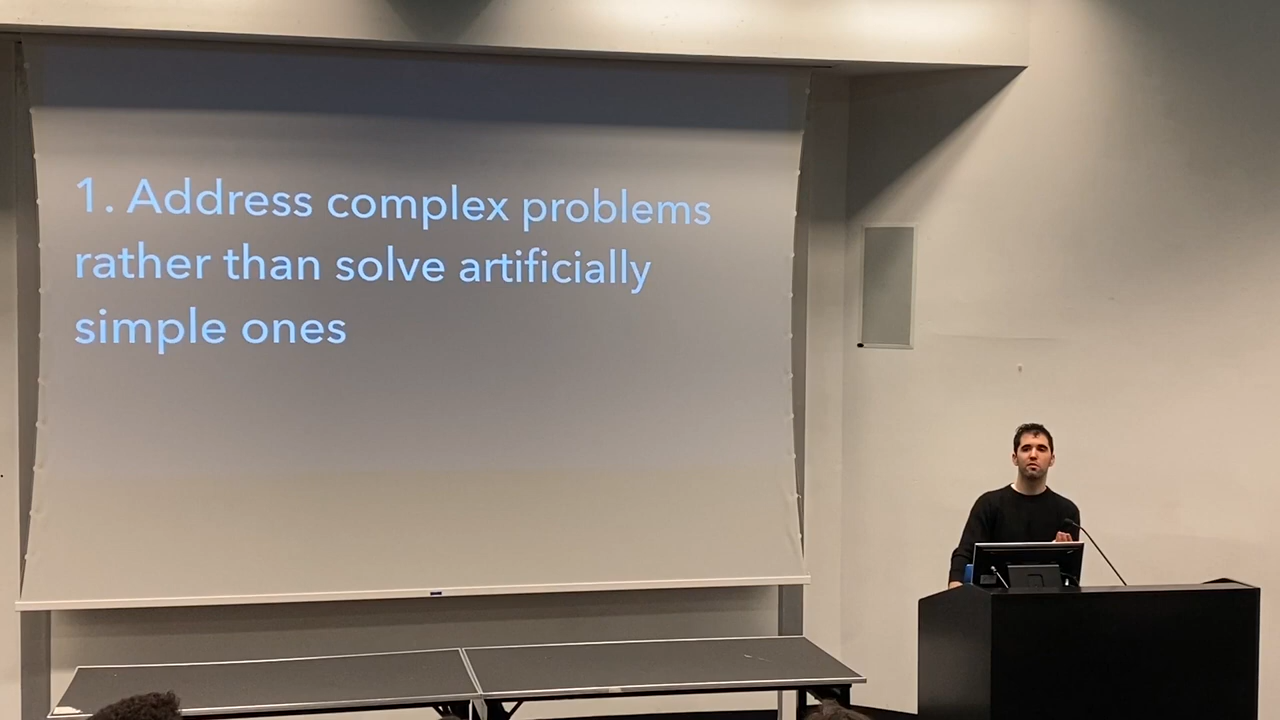 1. Address complex problems
rather than solve artificially
simple ones